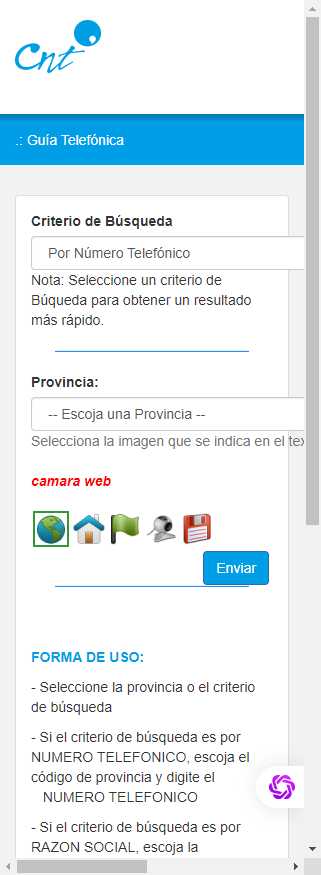 Cnt
.: Guía Telefónica
Criterio de Búsqueda
Por Número Telefónico
Nota: Seleccione un criterio de
Búqueda para obtener un resultado
más rápido.
Provincia:
-- Escoja una Provincia --
Selecciona la imagen que se indica en el tex
camara web
Enviar
FORMA DE USO:
- Seleccione la provincia o el criterio
de búsqueda
- Si el criterio de búsqueda es por
NUMERO TELEFONICO, escoja el
código de provincia y digite el
NUMERO TELEFONICO
- Si el criterio de búsqueda es por
RAZON SOCIAL, escoja la